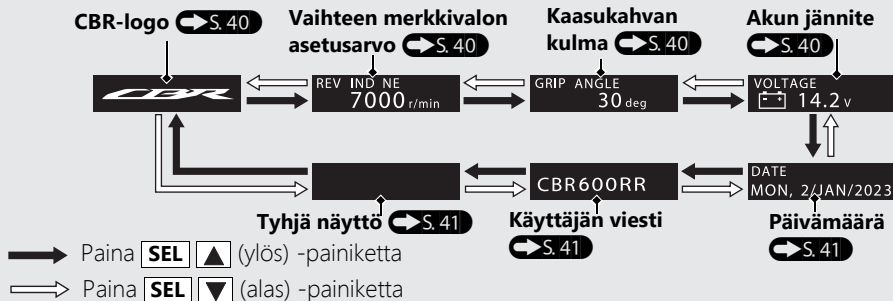 CBR-logo S. 40
Vaihteen merkkivalon asetusarvo S. 40
Kaasukahvan kulma S. 40
Akun jännite S. 40
CBR
REV IND NE
7000 r/min
GRIP ANGLE
30 deg
VOLTAGE
14.2 V
CBR600RR
DATE
MON, 2/JAN/2023
Tyhjä näyttö S. 41
Käyttäjän viesti S. 41
Päivämäärä S. 41
Paina SEL ▲ (ylös) -painiketta
Paina SEL ▼ (alas) -painiketta